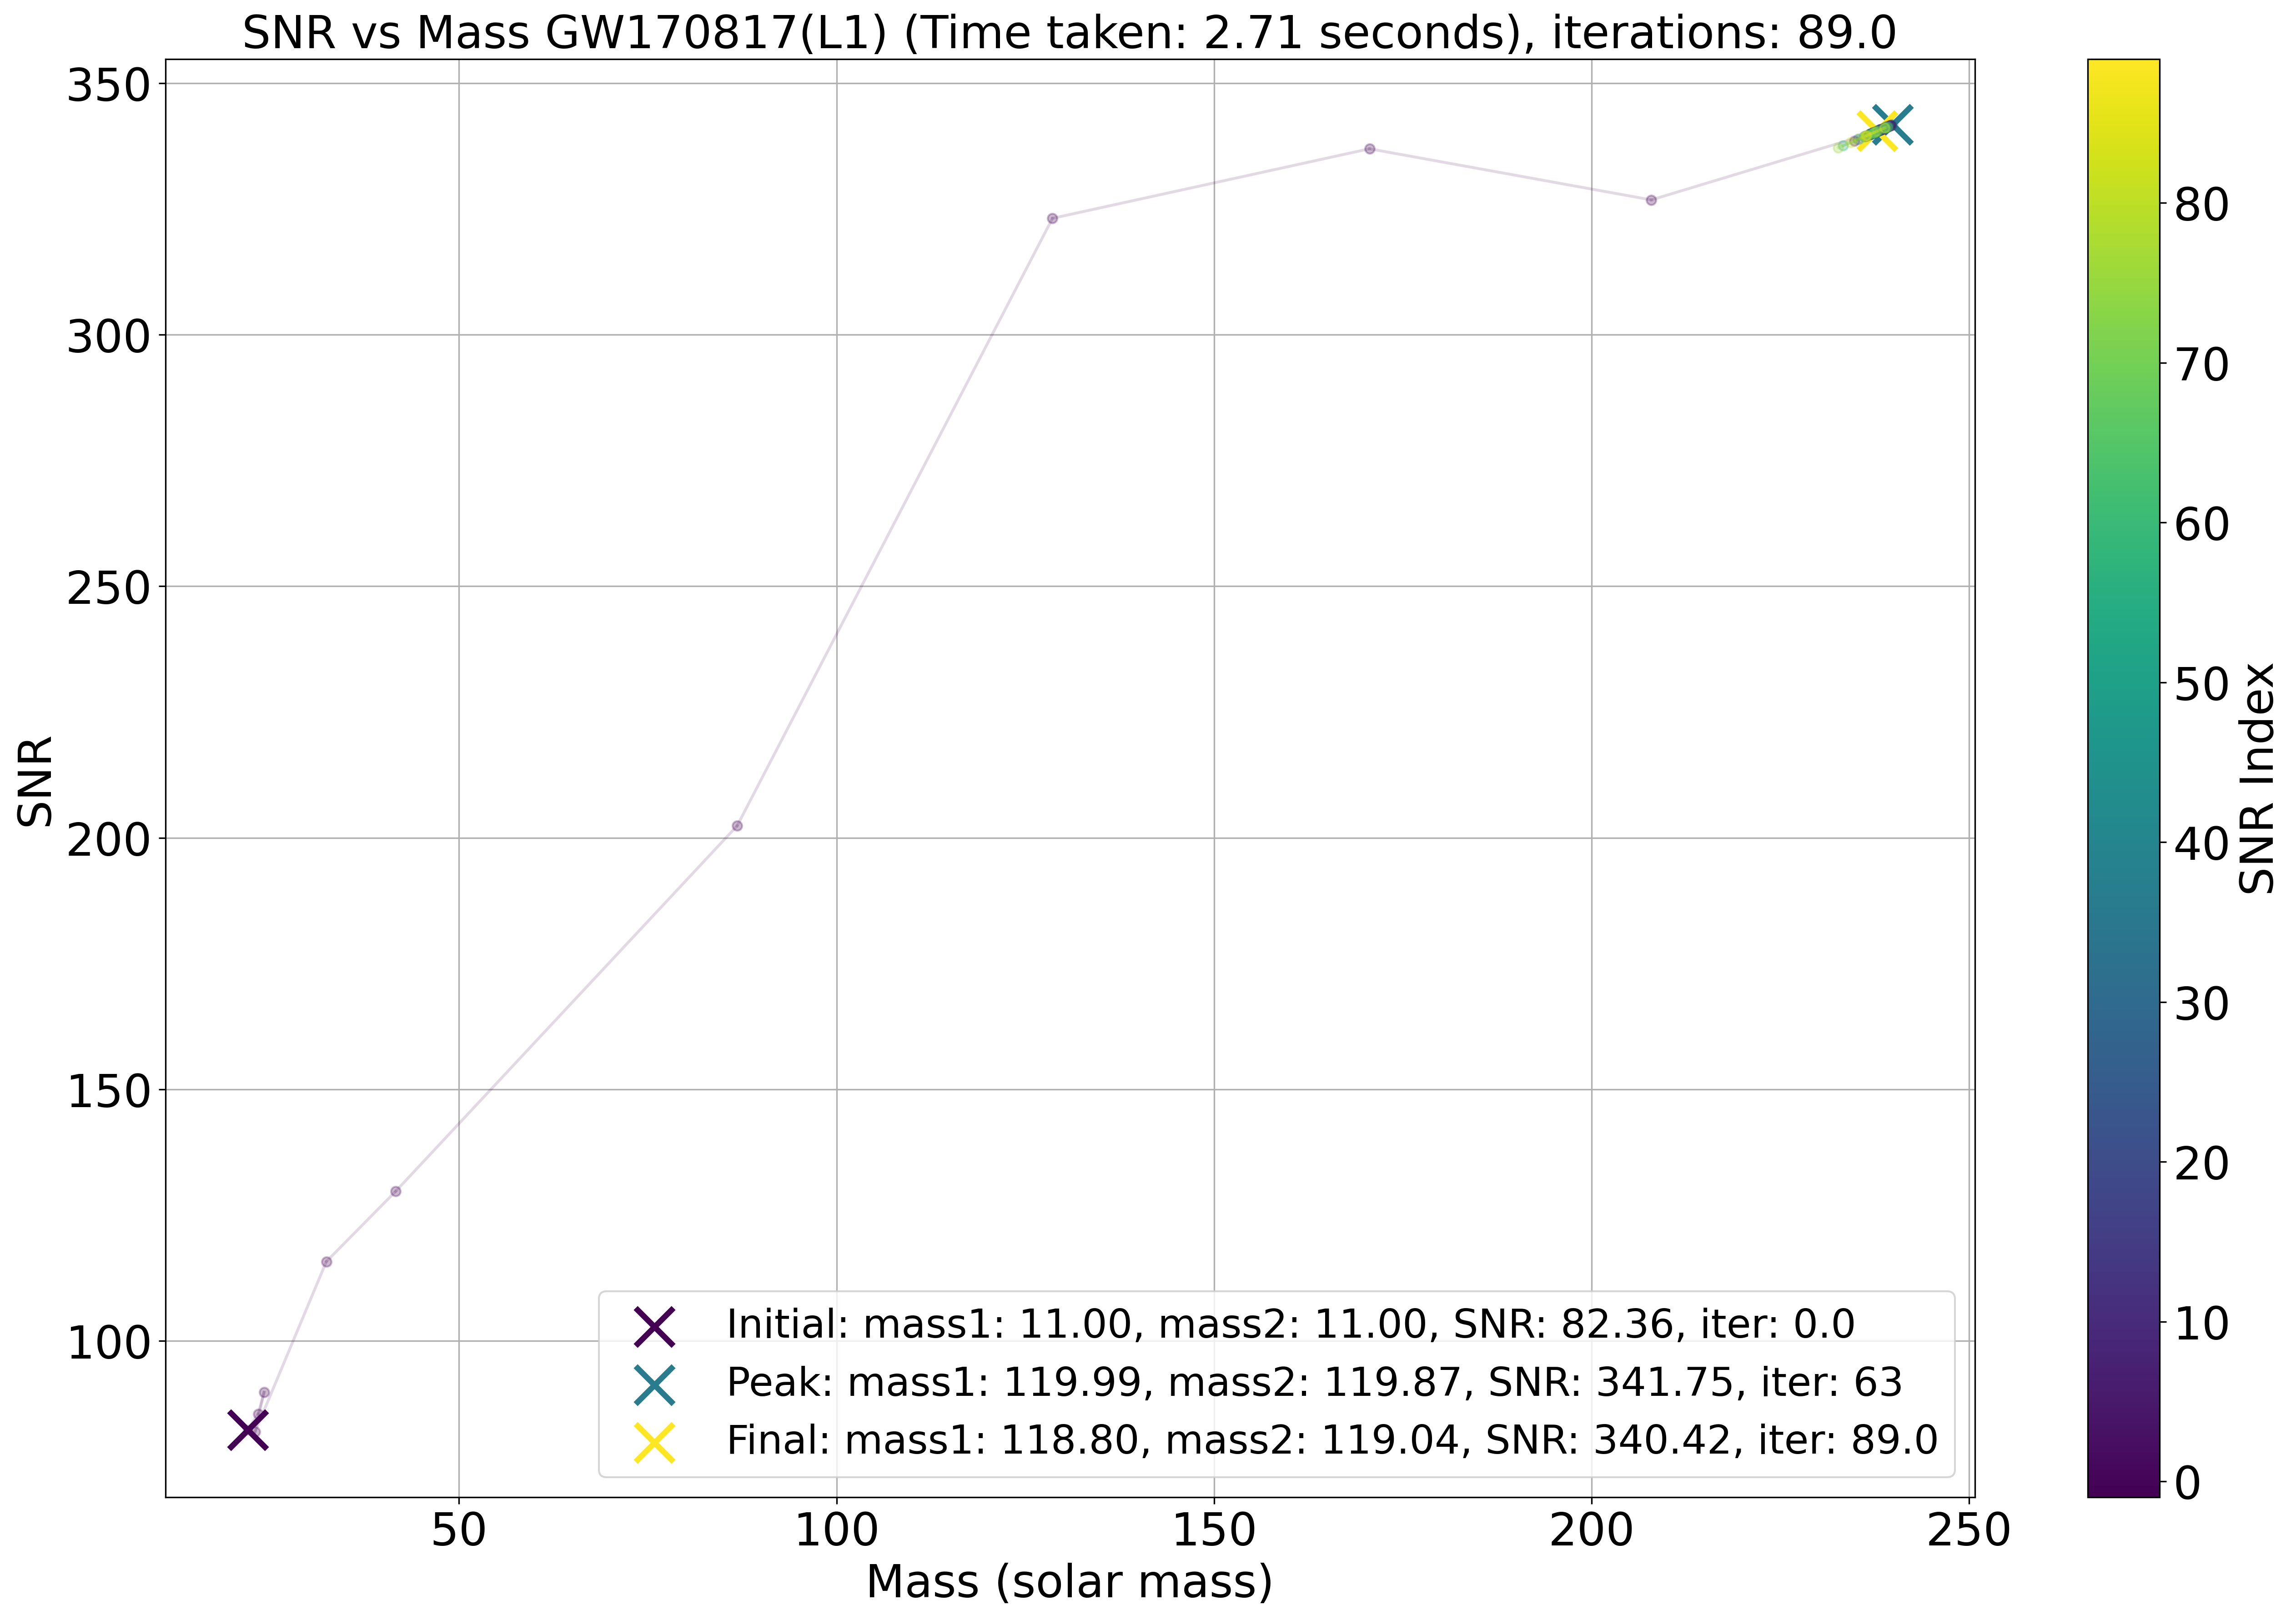 SNR vs Mass GW170817(L1) (Time taken: 2.71 seconds), iterations: 89.0
350
300
250
200
150
100
SNR
50
100
150
200
250
Mass (solar mass)
Initial: mass1: 11.00, mass2: 11.00, SNR: 82.36, iter: 0.0
Peak: mass1: 119.99, mass2: 119.87, SNR: 341.75, iter: 63
Final: mass1: 118.80, mass2: 119.04, SNR: 340.42, iter: 89.0
80
70
60
50
40
30
20
10
0
SNR Index